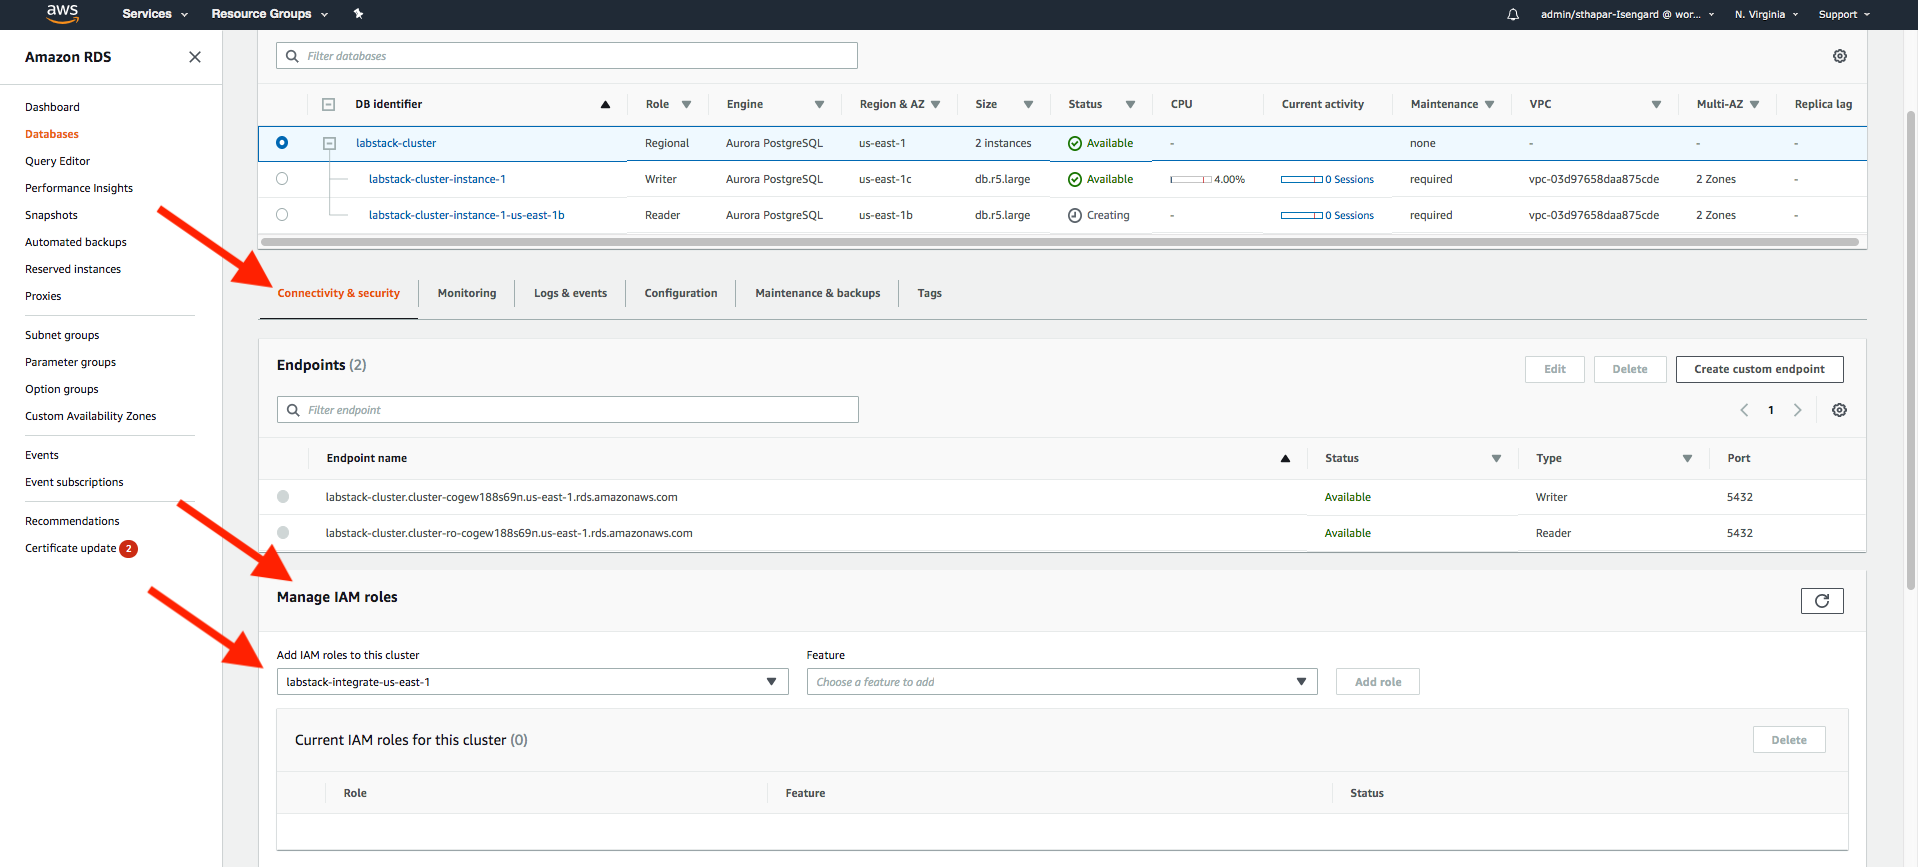 aws Services Resource Groups admin/sthapar-Isengard @ wor... N. Virginia Support
Amazon RDS
Dashboard
Databases
Query Editor
Performance Insights
Snapshots
Automated backups
Reserved instances
Proxies
Subnet groups
Parameter groups
Option groups
Custom Availability Zones
Events
Event subscriptions
Recommendations
Certificate update 2
Filter databases
DB identifier Role Engine Region & AZ Size Status CPU Current activity Maintenance VPC Multi-AZ Replica lag
labstack-cluster Regional Aurora PostgreSQL us-east-1 2 instances Available - none - - -
labstack-cluster-instance-1 Writer Aurora PostgreSQL us-east-1c db.r5.large Available 4.00% 0 Sessions required vpc-03d97658daa875cde 2 Zones -
labstack-cluster-instance-1-us-east-1b Reader Aurora PostgreSQL us-east-1b db.r5.large Creating - 0 Sessions required vpc-03d97658daa875cde 2 Zones -
Connectivity & security Monitoring Logs & events Configuration Maintenance & backups Tags
Endpoints (2) Edit Delete Create custom endpoint
Filter endpoint 1
Endpoint name Status Type Port
labstack-cluster.cluster-cogew188s69n.us-east-1.rds.amazonaws.com Available Writer 5432
labstack-cluster.cluster-ro-cogew188s69n.us-east-1.rds.amazonaws.com Available Reader 5432
Manage IAM roles
Add IAM roles to this cluster Feature
labstack-integrate-us-east-1 Choose a feature to add Add role
Current IAM roles for this cluster (0) Delete
Role Feature Status